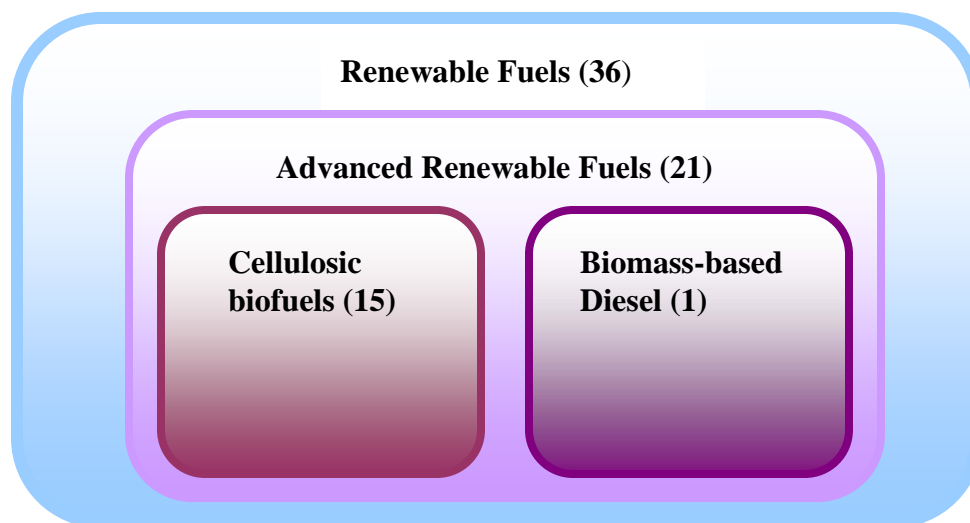 Renewable Fuels (36)
Advanced Renewable Fuels (21)
Cellulosic
biofuels (15)
Biomass-based
Diesel (1)